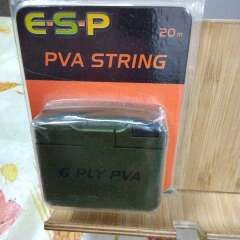 E-S-P
20m
PVA STRING
6 PLY PVA